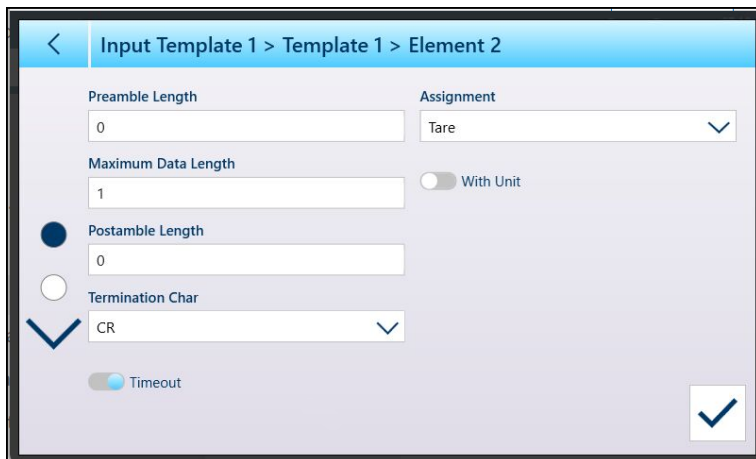 Input Template 1 > Template 1 > Element 2
Preamble Length
0
Maximum Data Length
1
Postamble Length
0
Termination Char
CR
Timeout
Assignment
Tare
With Unit